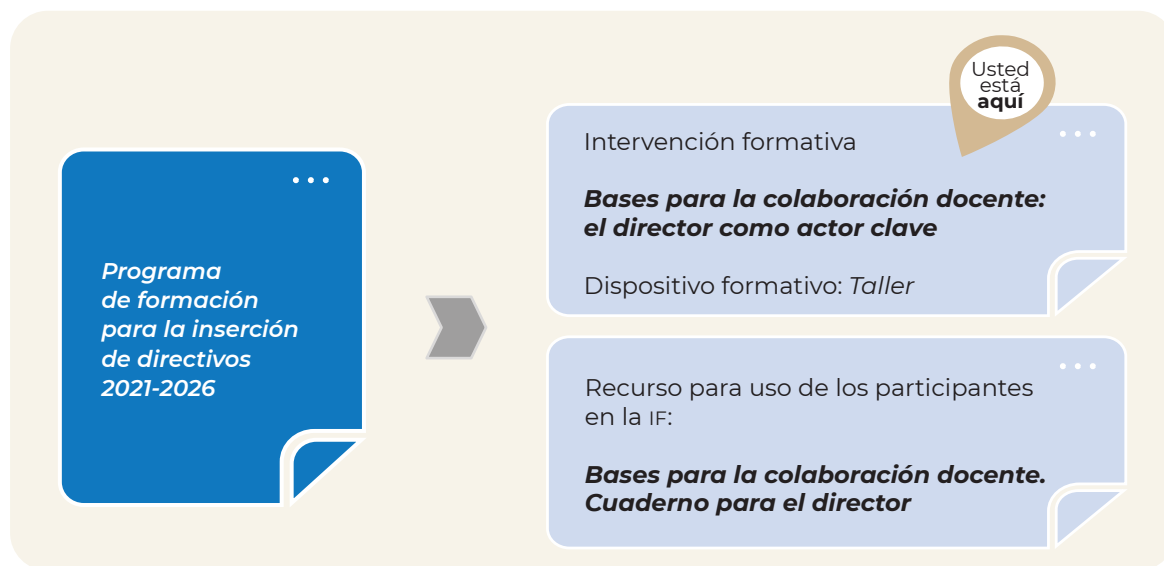 Programa
de formación
para la inserción
de directivos
2021-2026
Usted
está
aquí
Intervención formativa
Bases para la colaboración docente:
el director como actor clave
Dispositivo formativo: Taller
Recurso para uso de los participantes
en la IF:
Bases para la colaboración docente.
Cuaderno para el director